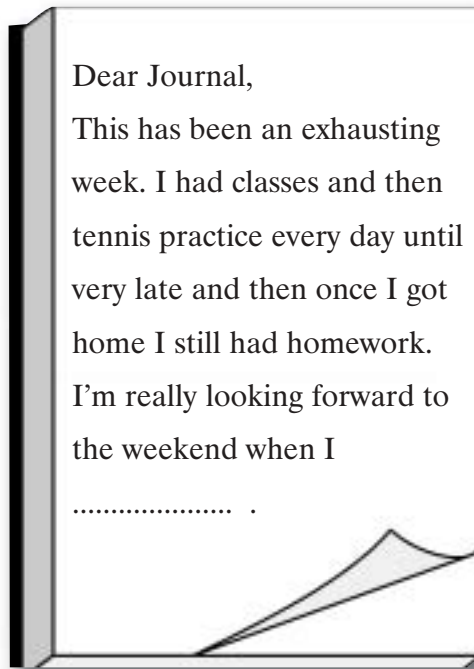 Dear Journal,
This has been an exhausting
week. I had classes and then
tennis practice every day until
very late and then once I got
home I still had homework.
I'm really looking forward to
the weekend when I
..................... .